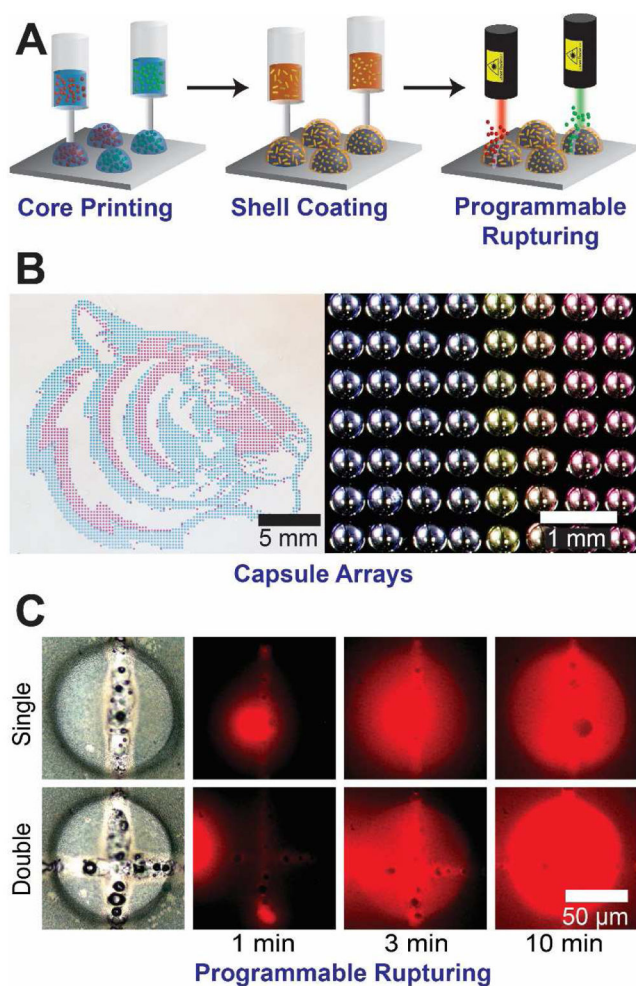 A
Core Printing
Shell Coating
Programmable
Rupturing
B
5 mm
1 mm
Capsule Arrays
C
Single
Double
50 µm
1 min
3 min
10 min
Programmable Rupturing